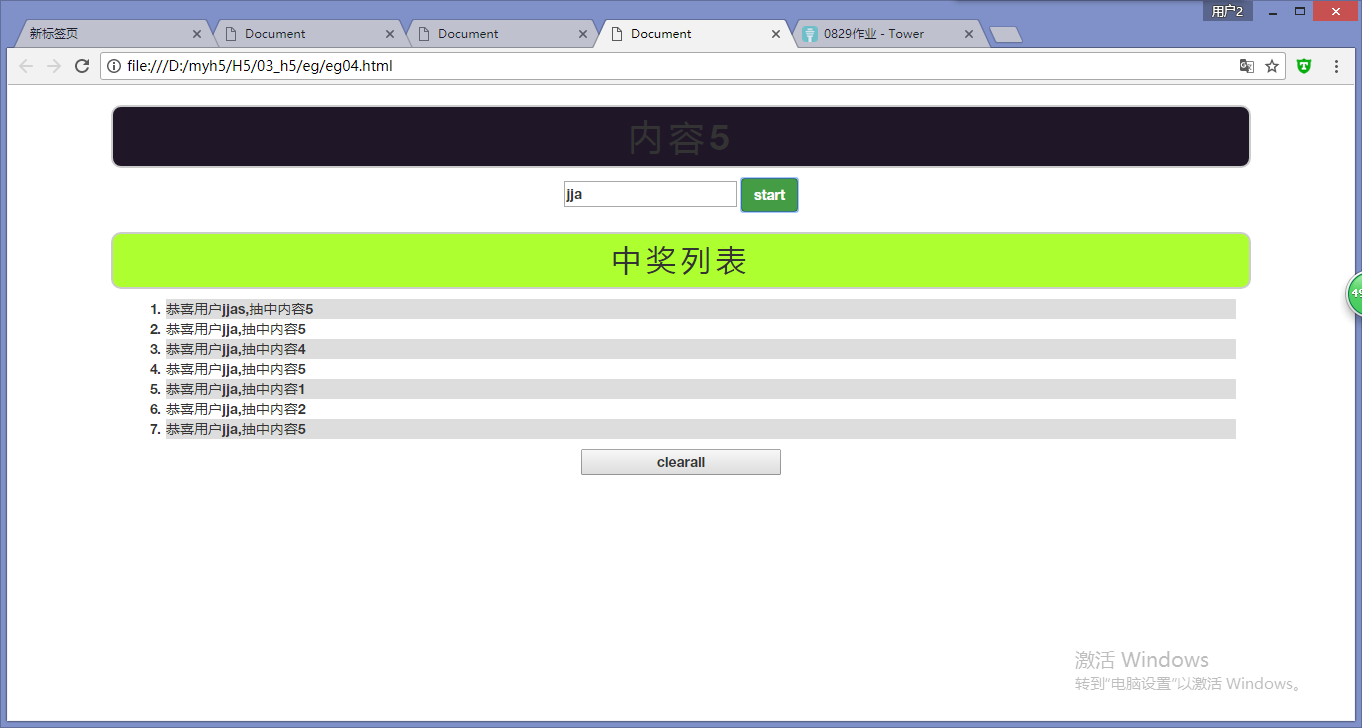 用户2
新标签页
Document
Document
Document
0829作业 - Tower
file:///D:/myh5/H5/03_h5/eg/eg04.html
内容5
jja
start
中奖列表
1. 恭喜用户jjas,抽中内容5
2. 恭喜用户jja,抽中内容5
3. 恭喜用户jja,抽中内容4
4. 恭喜用户jja,抽中内容5
5. 恭喜用户jja,抽中内容1
6. 恭喜用户jja,抽中内容2
7. 恭喜用户jja,抽中内容5
clearall
激活 Windows
转到“电脑设置”以激活 Windows。